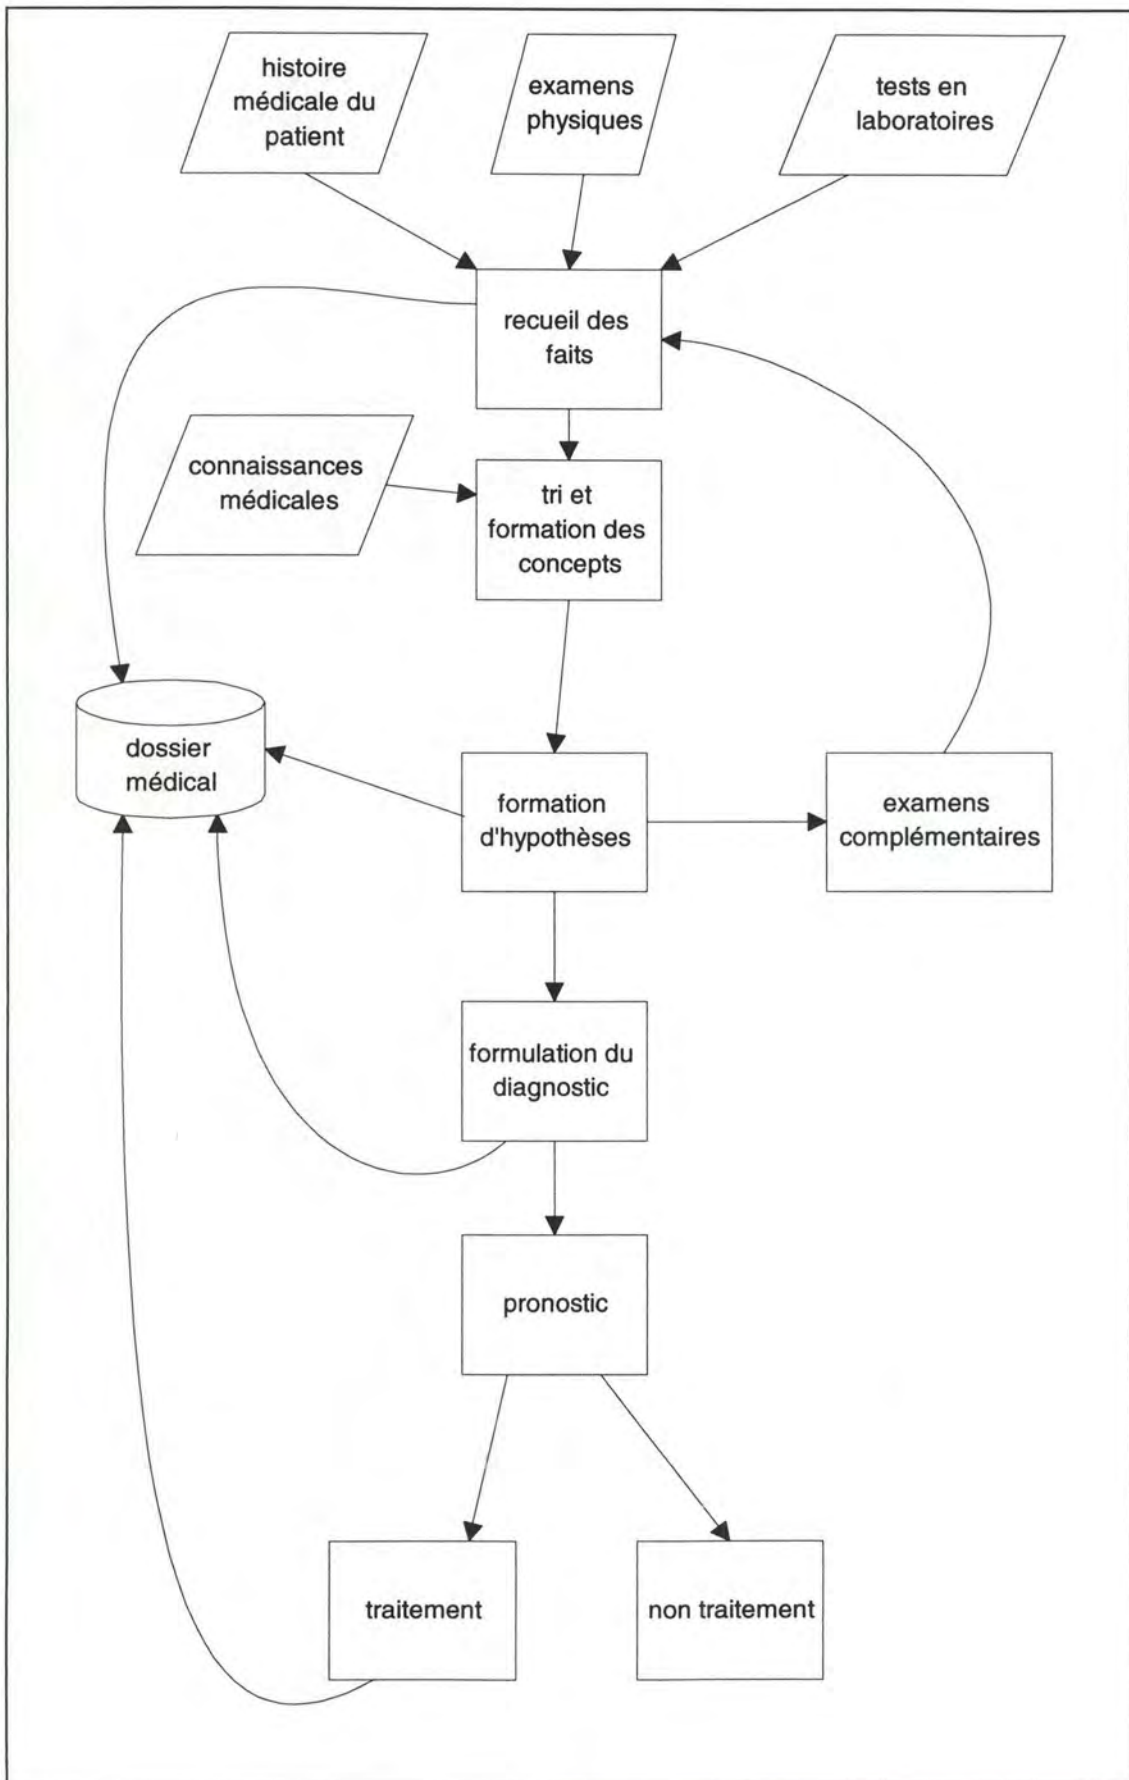 histoire
médicale du
patient
examens
physiques
tests en
laboratoires
recueil des
faits
connaissances
médicales
tri et
formation des
concepts
dossier
médical
formation
d'hypothèses
examens
complémentaires
formulation du
diagnostic
pronostic
traitement
non traitement